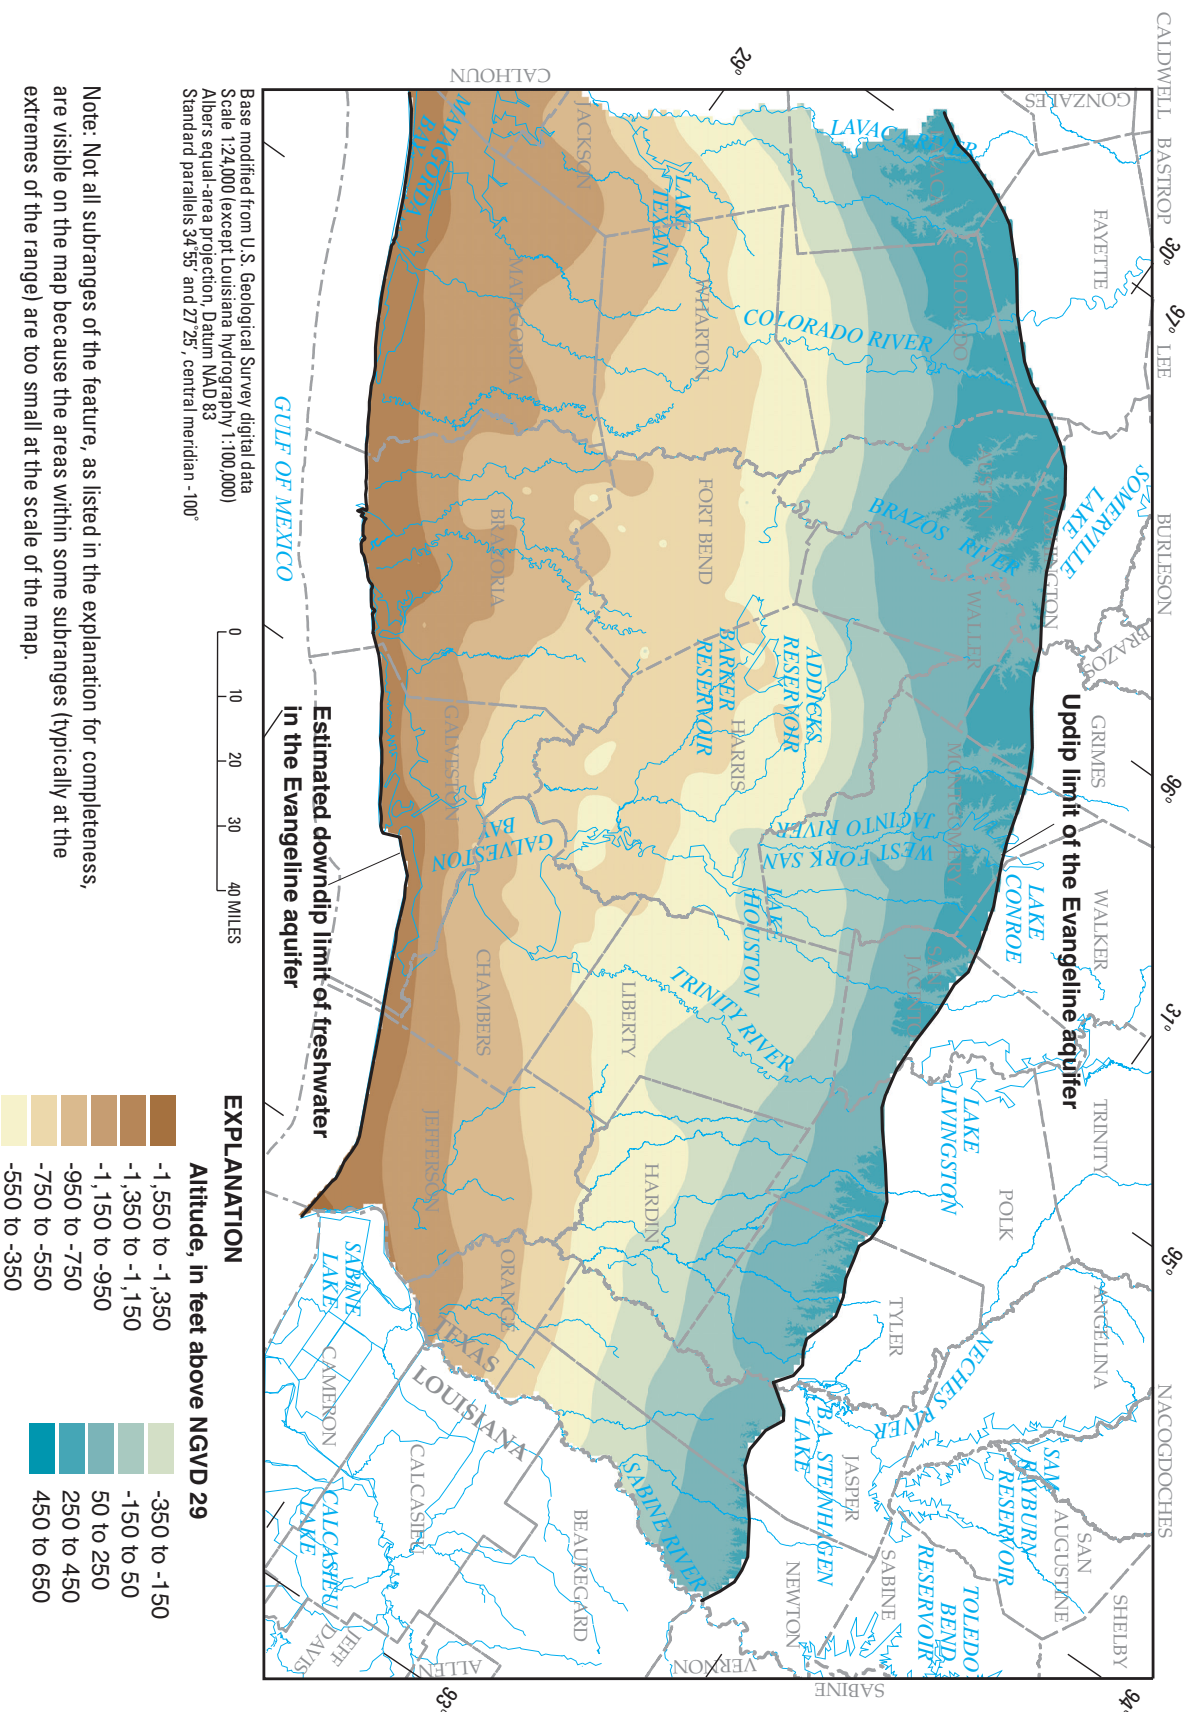 CALDWELL
BASTROP
30°
97°
LEE
BURLESON
BRAZOS
GRIMES
96°
WALKER
31°
TRINITY
95°
ANGELINA
NACOGDOCHES
SHELBY
94°
GONZALES
FAYETTE
SOMERVILLE
LAKE
WASHINGTON
Updip limit of the Evangeline aquifer
LAKE
CONROE
LAKE
LIVINGSTON
POLK
TYLER
NECHES RIVER
SAM
RAYBURN
RESERVOIR
SAN
AUGUSTINE
B.A. STEINHAGEN
LAKE
JASPER
SABINE
TOLEDO
BEND
RESERVOIR
NEWTON
SABINE
VERNON
LAVACA RIVER
LAVACA
COLORADO
COLORADO RIVER
AUSTIN
BRAZOS RIVER
WALLER
MONTGOMERY
SAN
JACINTO
WEST FORK SAN
JACINTO RIVER
ADDICKS
RESERVOIR
BARKER
RESERVOIR
HARRIS
LAKE
HOUSTON
TRINITY RIVER
LIBERTY
HARDIN
SABINE RIVER
BEAUREGARD
29°
LAKE
TEXANA
WHARTON
FORT BEND
CALHOUN
JACKSON
MATAGORDA
BAY
MATAGORDA
BRAZORIA
GALVESTON
GALVESTON
BAY
CHAMBERS
JEFFERSON
ORANGE
TEXAS
LOUISIANA
CALCASIEU
ALLEN
93°
JEFF
DAVIS
SABINE
LAKE
CAMERON
CALCASIEU
LAKE
GULF OF MEXICO
Estimated downdip limit of freshwater
in the Evangeline aquifer
Base modified from U.S. Geological Survey digital data
Scale 1:24,000 (except Louisiana hydrography 1:100,000)
Albers equal-area projection, Datum NAD 83
Standard parallels 34°55′ and 27°25′, central meridian -100°
0 10 20 30 40 MILES
EXPLANATION
Altitude, in feet above NGVD 29
-1,550 to -1,350
-1,350 to -1,150
-1,150 to -950
-950 to -750
-750 to -550
-550 to -350
-350 to -150
-150 to 50
50 to 250
250 to 450
450 to 650
Note: Not all subranges of the feature, as listed in the explanation for completeness,
are visible on the map because the areas within some subranges (typically at the
extremes of the range) are too small at the scale of the map.